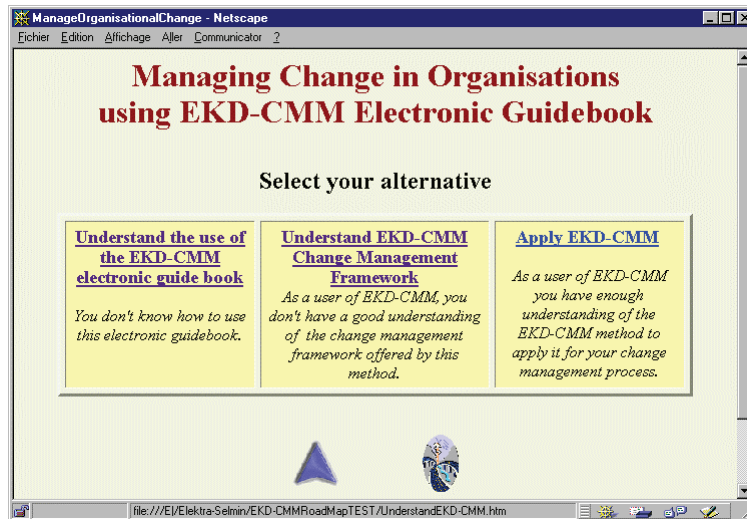 ManageOrganisationalChange - Netscape
Fichier Edition Affichage Aller Communicator ?
Managing Change in Organisations
using EKD-CMM Electronic Guidebook
Select your alternative
Understand the use of
the EKD-CMM
electronic guide book
You don't know how to use
this electronic guidebook.
Understand EKD-CMM
Change Management
Framework
As a user of EKD-CMM, you
don't have a good understanding
of the change management
framework offered by this
method.
Apply EKD-CMM
As a user of EKD-CMM
you have enough
understanding of the
EKD-CMM method to
apply it for your change
management process.
file:///E|/Elektra-Selmin/EKD-CMMRoadMapTEST/UnderstandEKD-CMM.htm